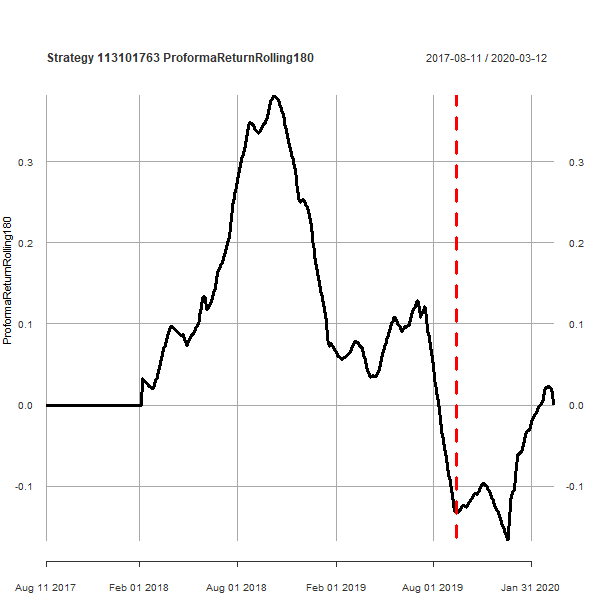 Strategy 113101763 ProformaReturnRolling180
2017-08-11 / 2020-03-12
ProformaReturnRolling180
0.3
0.2
0.1
0.0
-0.1
0.3
0.2
0.1
0.0
-0.1
Aug 11 2017
Feb 01 2018
Aug 01 2018
Feb 01 2019
Aug 01 2019
Jan 31 2020